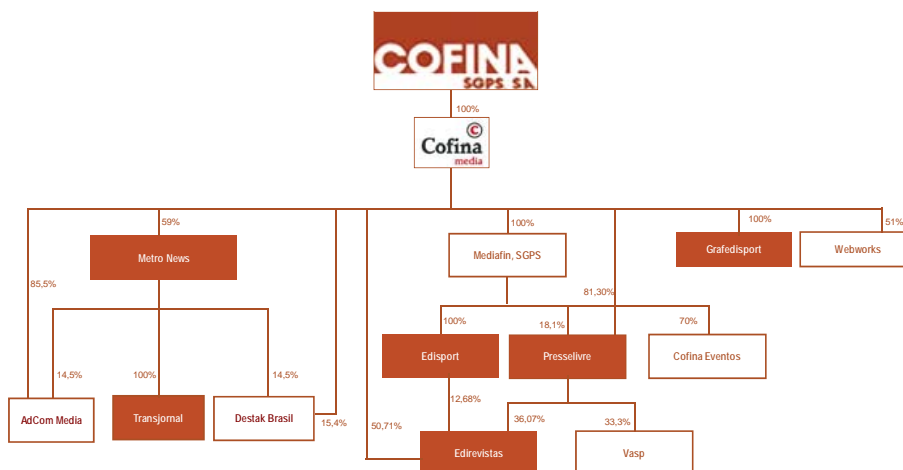 COFINA
SGPS, SA
100%
©
Cofina
media
59%
100%
100%
51%
Metro News
Mediafin, SGPS
Grafedisport
Webworks
85,5%
81,30%
100%
18,1%
70%
Edisport
Presselivre
Cofina Eventos
14,5%
100%
14,5%
12,68%
AdCom Media
Transjornal
Destak Brasil
15,4%
50,71%
36,07%
33,3%
Edirevistas
Vasp